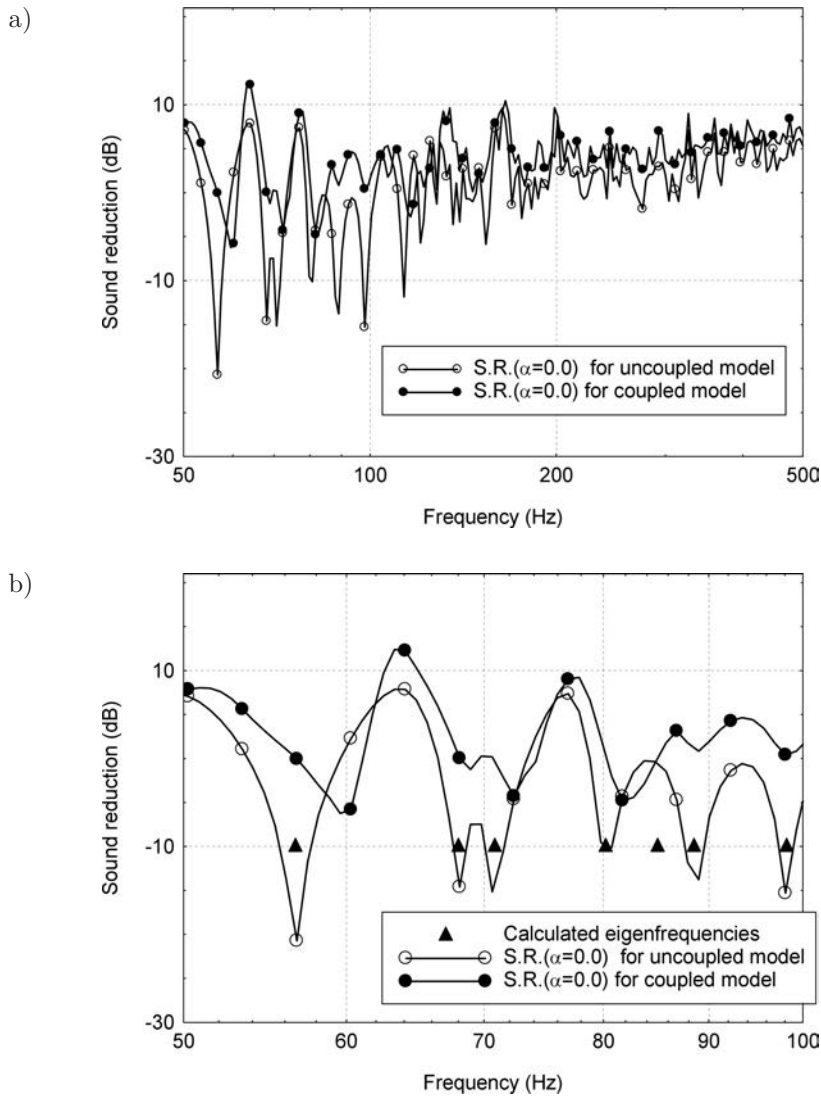 a)
10
-10
-30
Sound reduction (dB)
S.R.(α=0.0) for uncoupled model
S.R.(α=0.0) for coupled model
50 100 200 500
Frequency (Hz)
b)
10
-10
-30
Sound reduction (dB)
Calculated eigenfrequencies
S.R.(α=0.0) for uncoupled model
S.R.(α=0.0) for coupled model
50 60 70 80 90 100
Frequency (Hz)